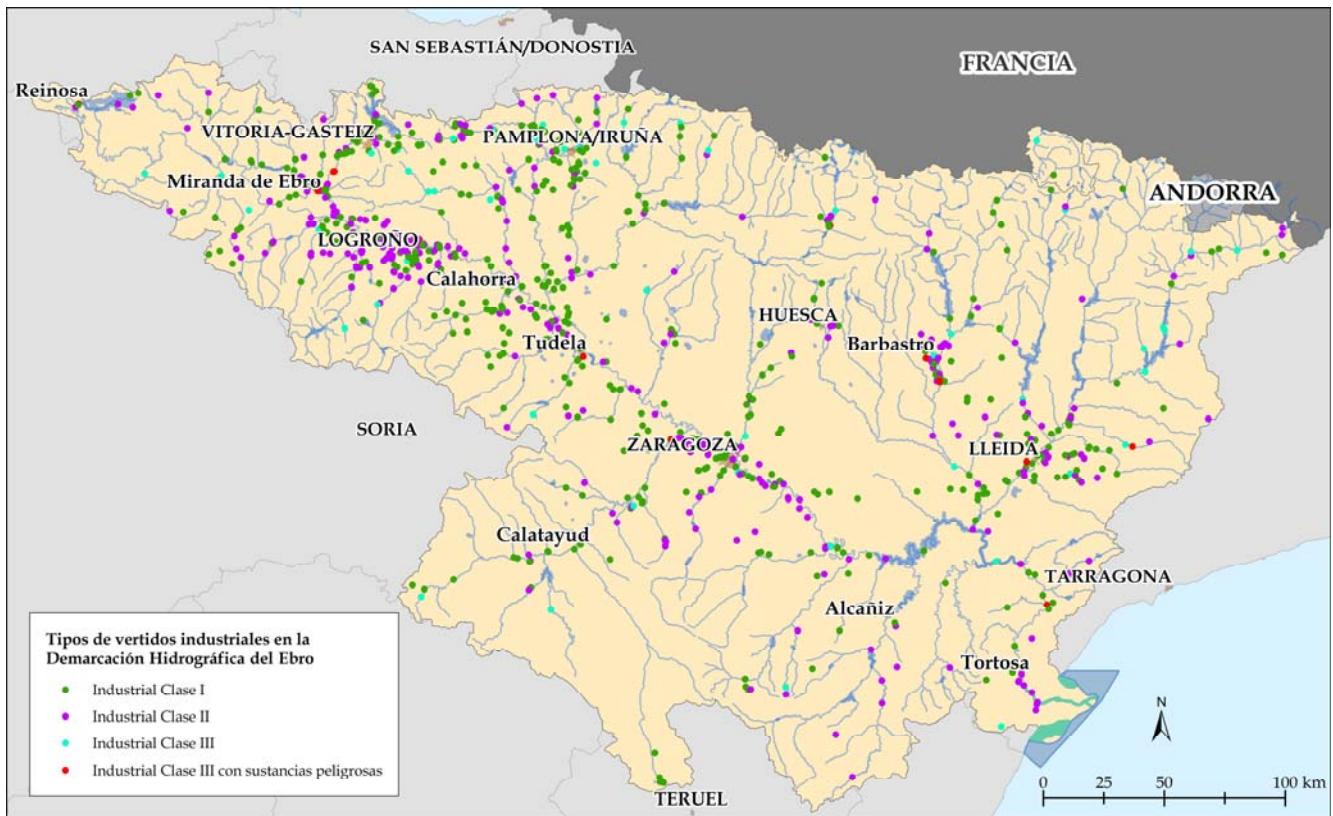 SAN SEBASTIÁN/DONOSTIA
FRANCIA
Reinosa
VITORIA-GASTEIZ
PAMPLONA/IRUÑA
Miranda de Ebro
ANDORRA
LOGROÑO
Calahorra
HUESCA
Tudela
Barbastro
SORIA
ZARAGOZA
LLEIDA
Calatayud
TARRAGONA
Alcañiz
Tortosa
TERUEL
Tipos de vertidos industriales en la
Demarcación Hidrográfica del Ebro
Industrial Clase I
Industrial Clase II
Industrial Clase III
Industrial Clase III con sustancias peligrosas
N
0 25 50 100 km